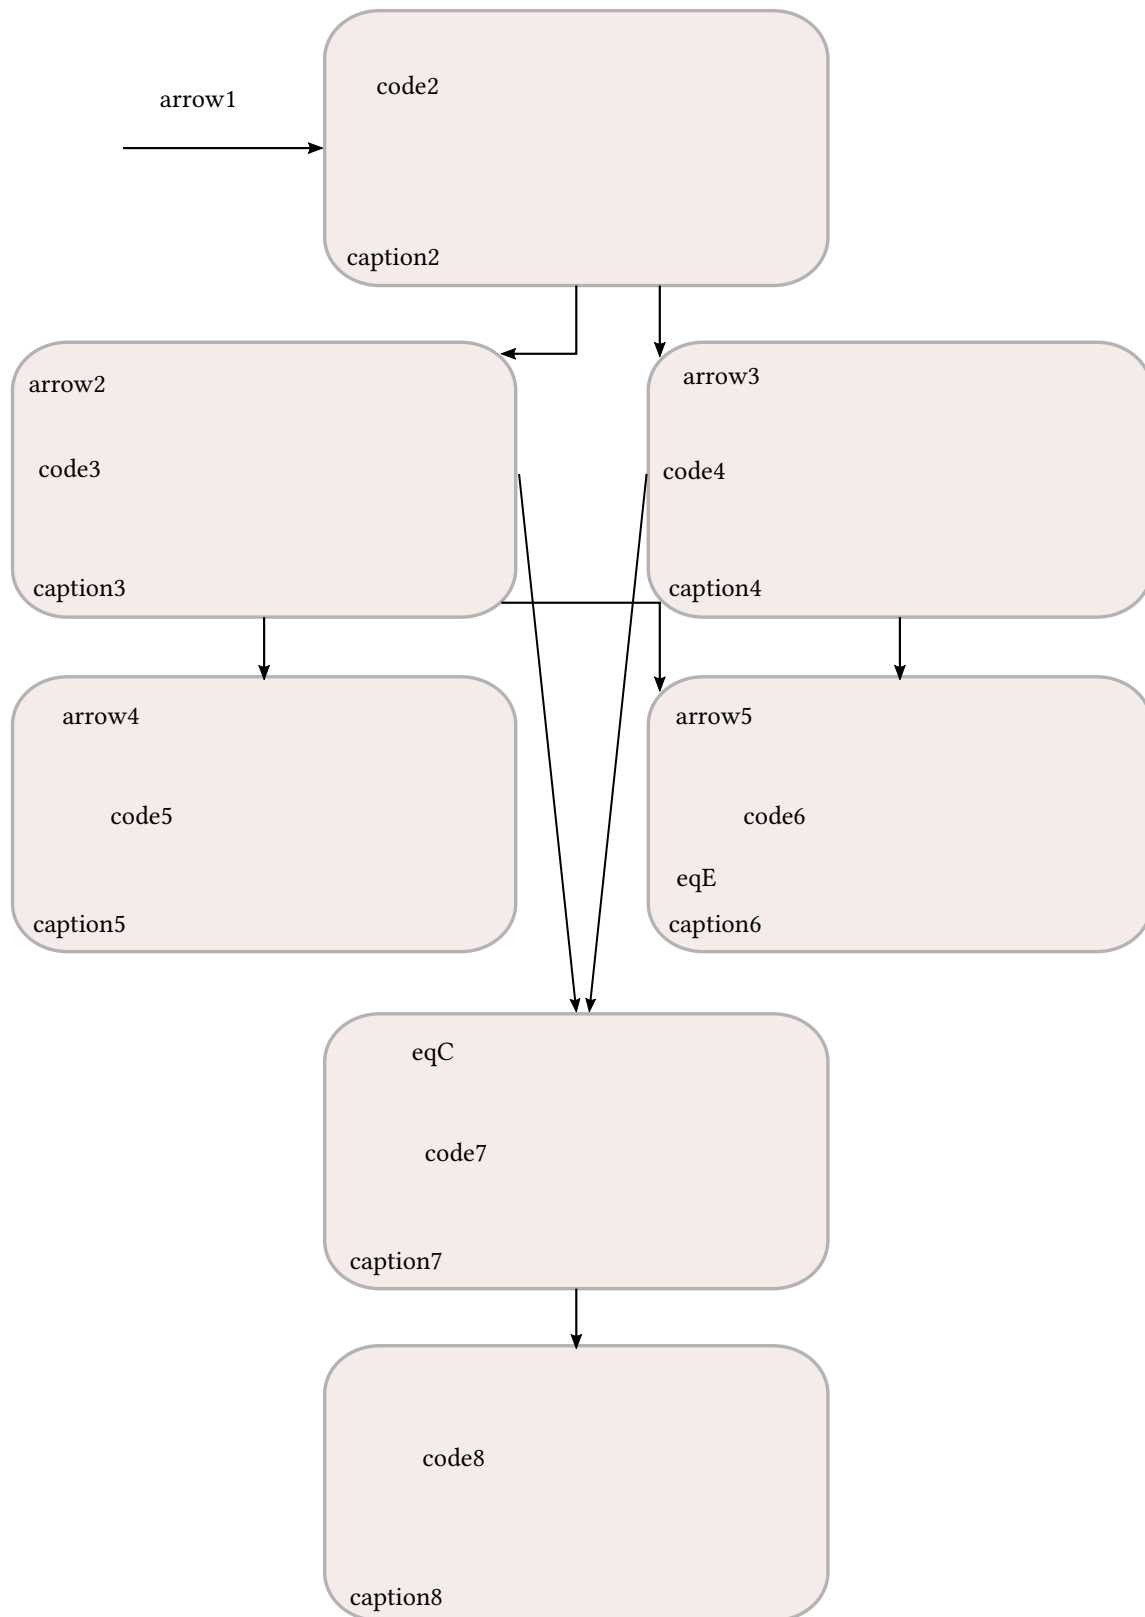 code2
arrow1
caption2
arrow2
code3
caption3
arrow3
code4
caption4
arrow4
code5
caption5
arrow5
code6
eqE
caption6
eqC
code7
caption7
code8
caption8